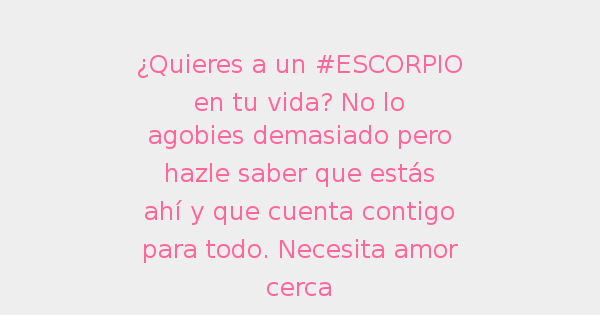 ¿Quieres a un #ESCORPIO
en tu vida? No lo
agobies demasiado pero
hazle saber que estás
ahí y que cuenta contigo
para todo. Necesita amor
cerca